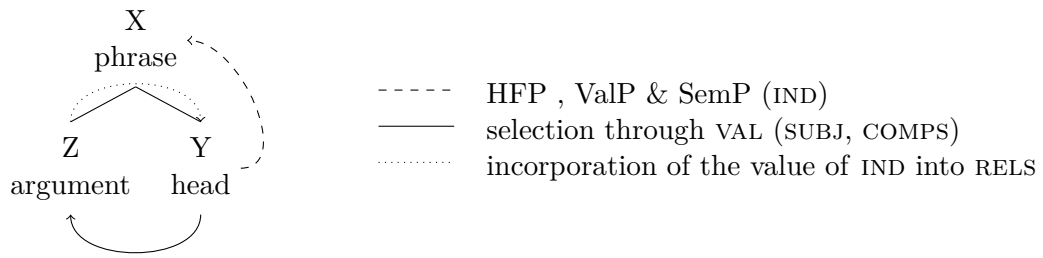 X
phrase
Z Y
argument head
HFP , ValP & SemP (IND)
selection through VAL (SUBJ, COMPS)
incorporation of the value of IND into RELS